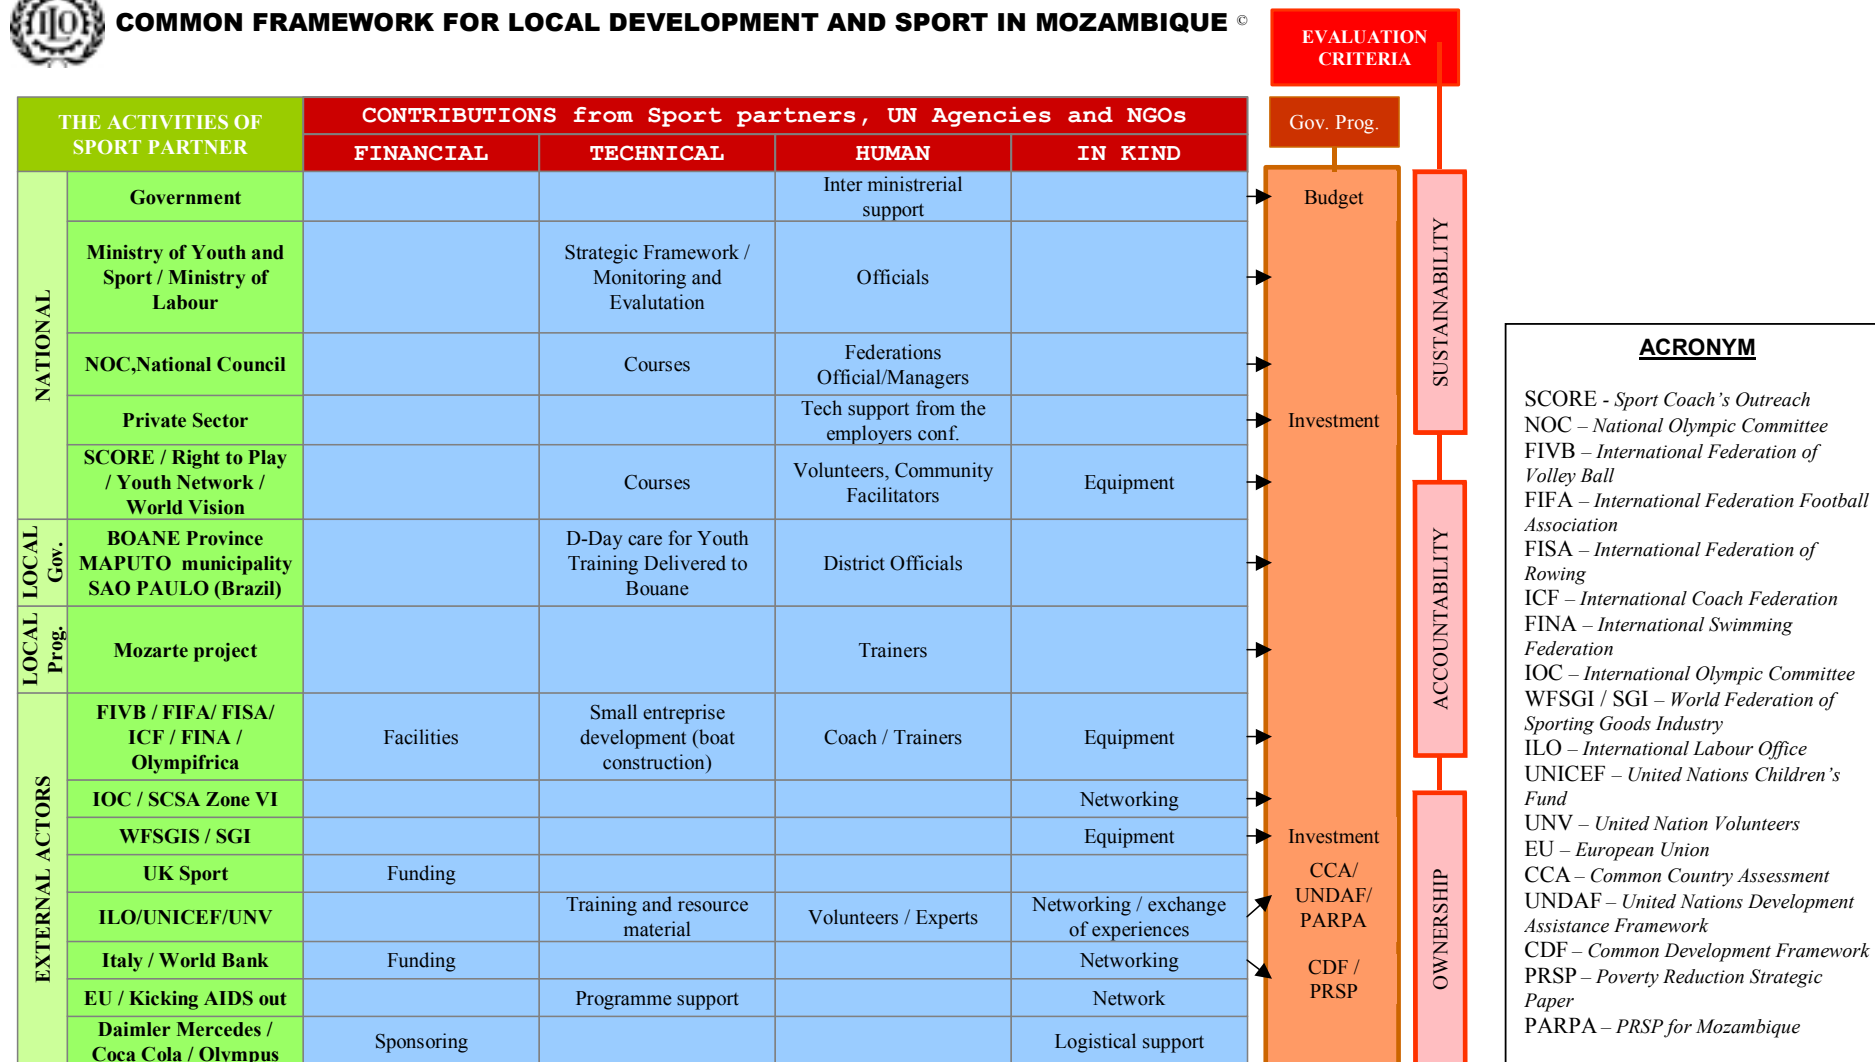 ILO
COMMON FRAMEWORK FOR LOCAL DEVELOPMENT AND SPORT IN MOZAMBIQUE ©
EVALUATION
CRITERIA
THE ACTIVITIES OF
SPORT PARTNER
CONTRIBUTIONS from Sport partners, UN Agencies and NGOs
FINANCIAL
TECHNICAL
HUMAN
IN KIND
Gov. Prog.
NATIONAL
Government
Inter ministrerial
support
Budget
Ministry of Youth and
Sport / Ministry of
Labour
Strategic Framework /
Monitoring and
Evalutation
Officials
NOC,National Council
Courses
Federations
Official/Managers
Private Sector
Tech support from the
employers conf.
Investment
SCORE / Right to Play
/ Youth Network /
World Vision
Courses
Volunteers, Community
Facilitators
Equipment
LOCAL
Gov.
BOANE Province
MAPUTO municipality
SAO PAULO (Brazil)
D-Day care for Youth
Training Delivered to
Bouane
District Officials
LOCAL
Prog.
Mozarte project
Trainers
EXTERNAL ACTORS
FIVB / FIFA/ FISA/
ICF / FINA /
Olympifrica
Facilities
Small entreprise
development (boat
construction)
Coach / Trainers
Equipment
IOC / SCSA Zone VI
Networking
WFSGIS / SGI
Equipment
Investment
UK Sport
Funding
CCA/
UNDAF/
PARPA
ILO/UNICEF/UNV
Training and resource
material
Volunteers / Experts
Networking / exchange
of experiences
Italy / World Bank
Funding
Networking
CDF /
PRSP
EU / Kicking AIDS out
Programme support
Network
Daimler Mercedes /
Coca Cola / Olympus
Sponsoring
Logistical support
SUSTAINABILITY
ACCOUNTABILITY
OWNERSHIP
ACRONYM
SCORE - Sport Coach's Outreach
NOC – National Olympic Committee
FIVB – International Federation of
Volley Ball
FIFA – International Federation Football
Association
FISA – International Federation of
Rowing
ICF – International Coach Federation
FINA – International Swimming
Federation
IOC – International Olympic Committee
WFSGI / SGI – World Federation of
Sporting Goods Industry
ILO – International Labour Office
UNICEF – United Nations Children's
Fund
UNV – United Nation Volunteers
EU – European Union
CCA – Common Country Assessment
UNDAF – United Nations Development
Assistance Framework
CDF – Common Development Framework
PRSP – Poverty Reduction Strategic
Paper
PARPA – PRSP for Mozambique